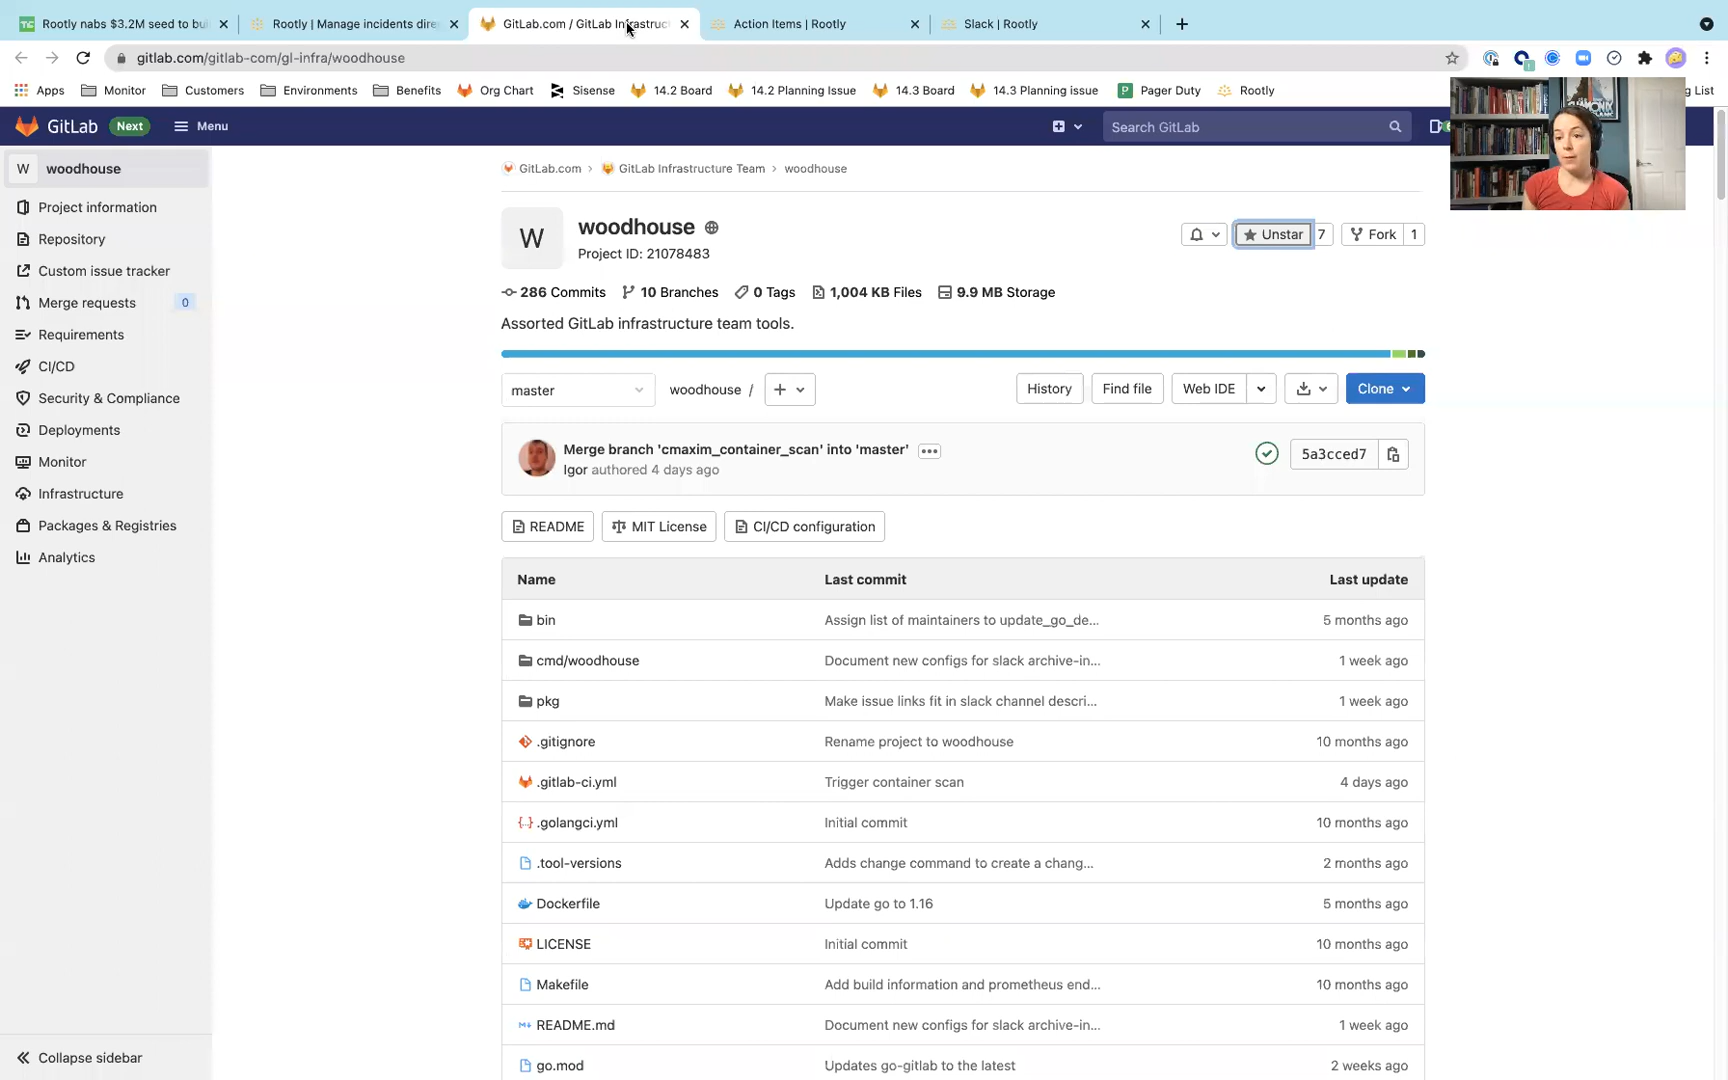 Rootly nabs $3.2M seed to bu
Rootly | Manage incidents dire
GitLab.com / GitLab Infrastruc
Action Items | Rootly
Slack | Rootly
gitlab.com/gitlab-com/gl-infra/woodhouse
Apps
Monitor
Customers
Environments
Benefits
Org Chart
Sisense
14.2 Board
14.2 Planning Issue
14.3 Board
14.3 Planning issue
Pager Duty
Rootly
g List
GitLab
Next
Menu
Search GitLab
W
woodhouse
Project information
Repository
Custom issue tracker
Merge requests
0
Requirements
CI/CD
Security & Compliance
Deployments
Monitor
Infrastructure
Packages & Registries
Analytics
Collapse sidebar
GitLab.com > GitLab Infrastructure Team > woodhouse
W
woodhouse
Project ID: 21078483
Unstar
7
Fork
1
286 Commits
10 Branches
0 Tags
1,004 KB Files
9.9 MB Storage
Assorted GitLab infrastructure team tools.
master
woodhouse /
History
Find file
Web IDE
Clone
Merge branch 'cmaxim_container_scan' into 'master'
Igor authored 4 days ago
5a3cced7
README
MIT License
CI/CD configuration
Name Last commit Last update
bin Assign list of maintainers to update_go_de... 5 months ago
cmd/woodhouse Document new configs for slack archive-in... 1 week ago
pkg Make issue links fit in slack channel descri... 1 week ago
.gitignore Rename project to woodhouse 10 months ago
.gitlab-ci.yml Trigger container scan 4 days ago
.golangci.yml Initial commit 10 months ago
.tool-versions Adds change command to create a chang... 2 months ago
Dockerfile Update go to 1.16 5 months ago
LICENSE Initial commit 10 months ago
Makefile Add build information and prometheus end... 10 months ago
README.md Document new configs for slack archive-in... 1 week ago
go.mod Updates go-gitlab to the latest 2 weeks ago